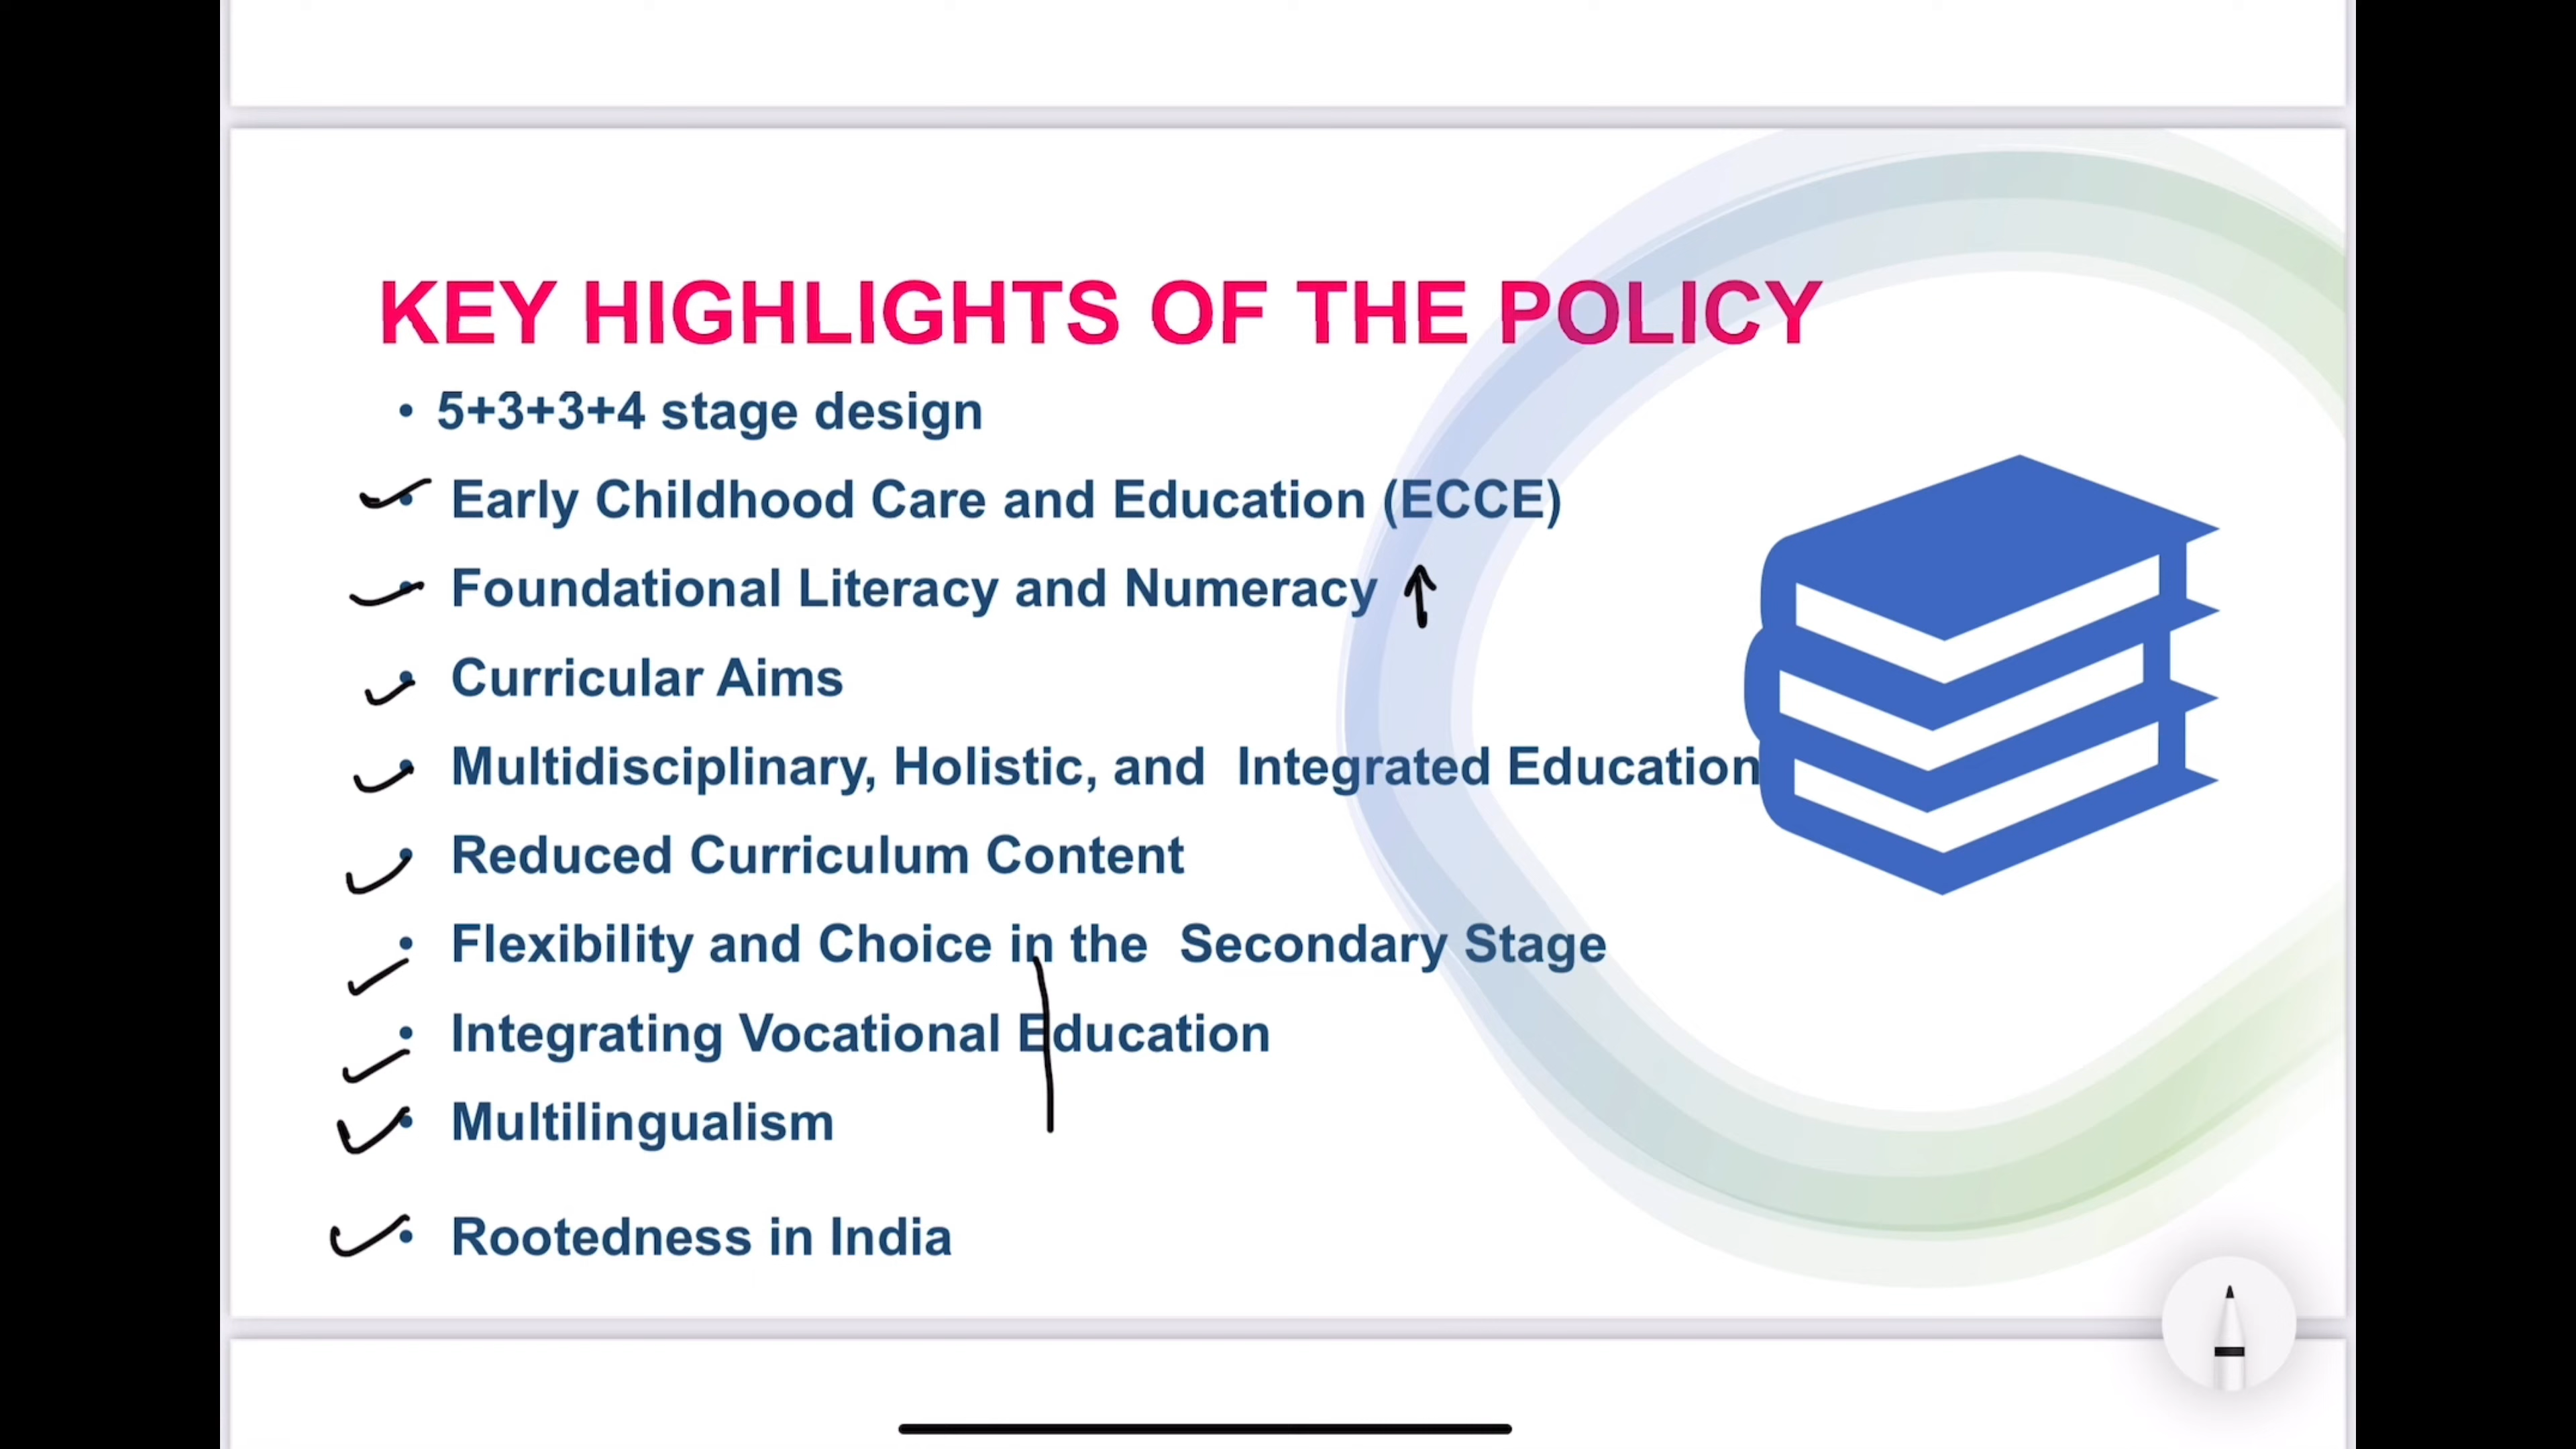 KEY HIGHLIGHTS OF THE POLICY
• 5+3+3+4 stage design
• Early Childhood Care and Education (ECCE)
• Foundational Literacy and Numeracy ↑
• Curricular Aims
• Multidisciplinary, Holistic, and Integrated Education
• Reduced Curriculum Content
• Flexibility and Choice in the Secondary Stage
• Integrating Vocational Education
• Multilingualism
• Rootedness in India